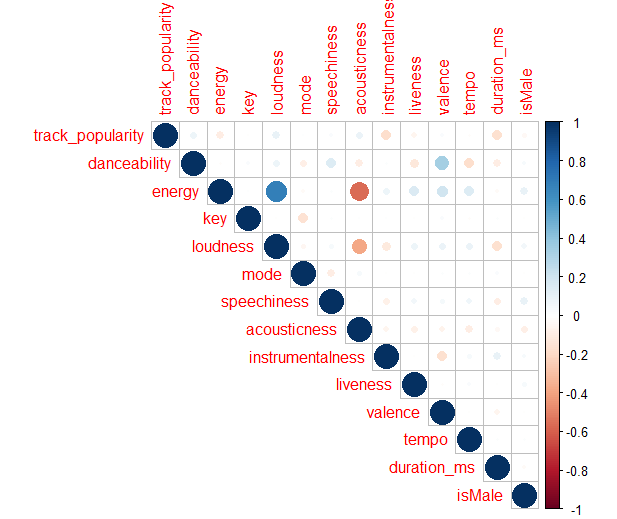 track_popularity
danceability
energy
key
loudness
mode
speechiness
acousticness
instrumentalness
liveness
valence
tempo
duration_ms
isMale
track_popularity
danceability
energy
key
loudness
mode
speechiness
acousticness
instrumentalness
liveness
valence
tempo
duration_ms
isMale
1
0.8
0.6
0.4
0.2
0
-0.2
-0.4
-0.6
-0.8
-1